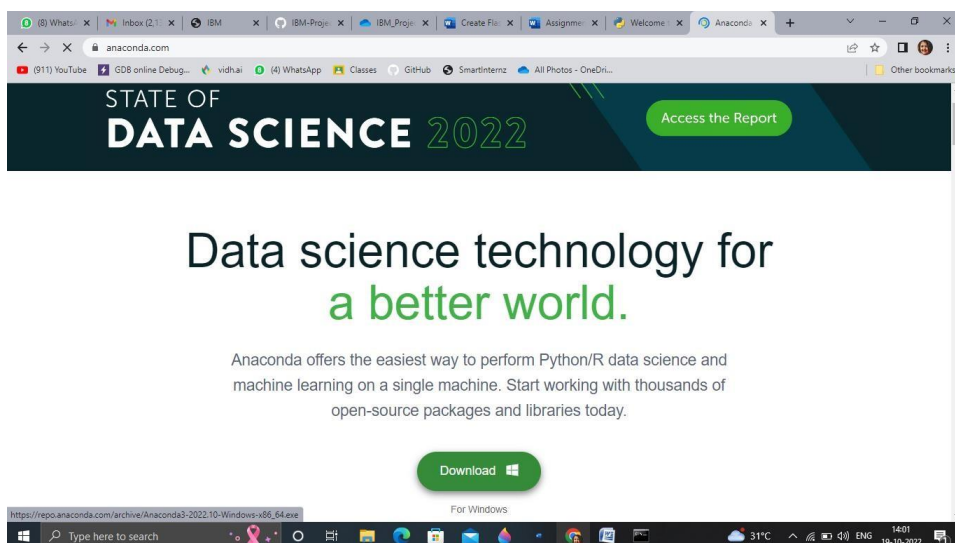 (8) WhatsA
Inbox (2,1
IBM
IBM-Proje
IBM_Proje
Create Fla
Assignme
Welcome
Anaconda
anaconda.com
(911) YouTube
GDB online Debug...
vidh.ai
(4) WhatsApp
Classes
GitHub
SmartInternz
All Photos - OneDri...
Other bookmarks
STATE OF
DATA SCIENCE 2022
Access the Report
Data science technology for
a better world.
Anaconda offers the easiest way to perform Python/R data science and
machine learning on a single machine. Start working with thousands of
open-source packages and libraries today.
Download
For Windows
https://repo.anaconda.com/archive/Anaconda3-2022.10-Windows-x86_64.exe
Type here to search
31°C
ENG
14:01
19-10-2022